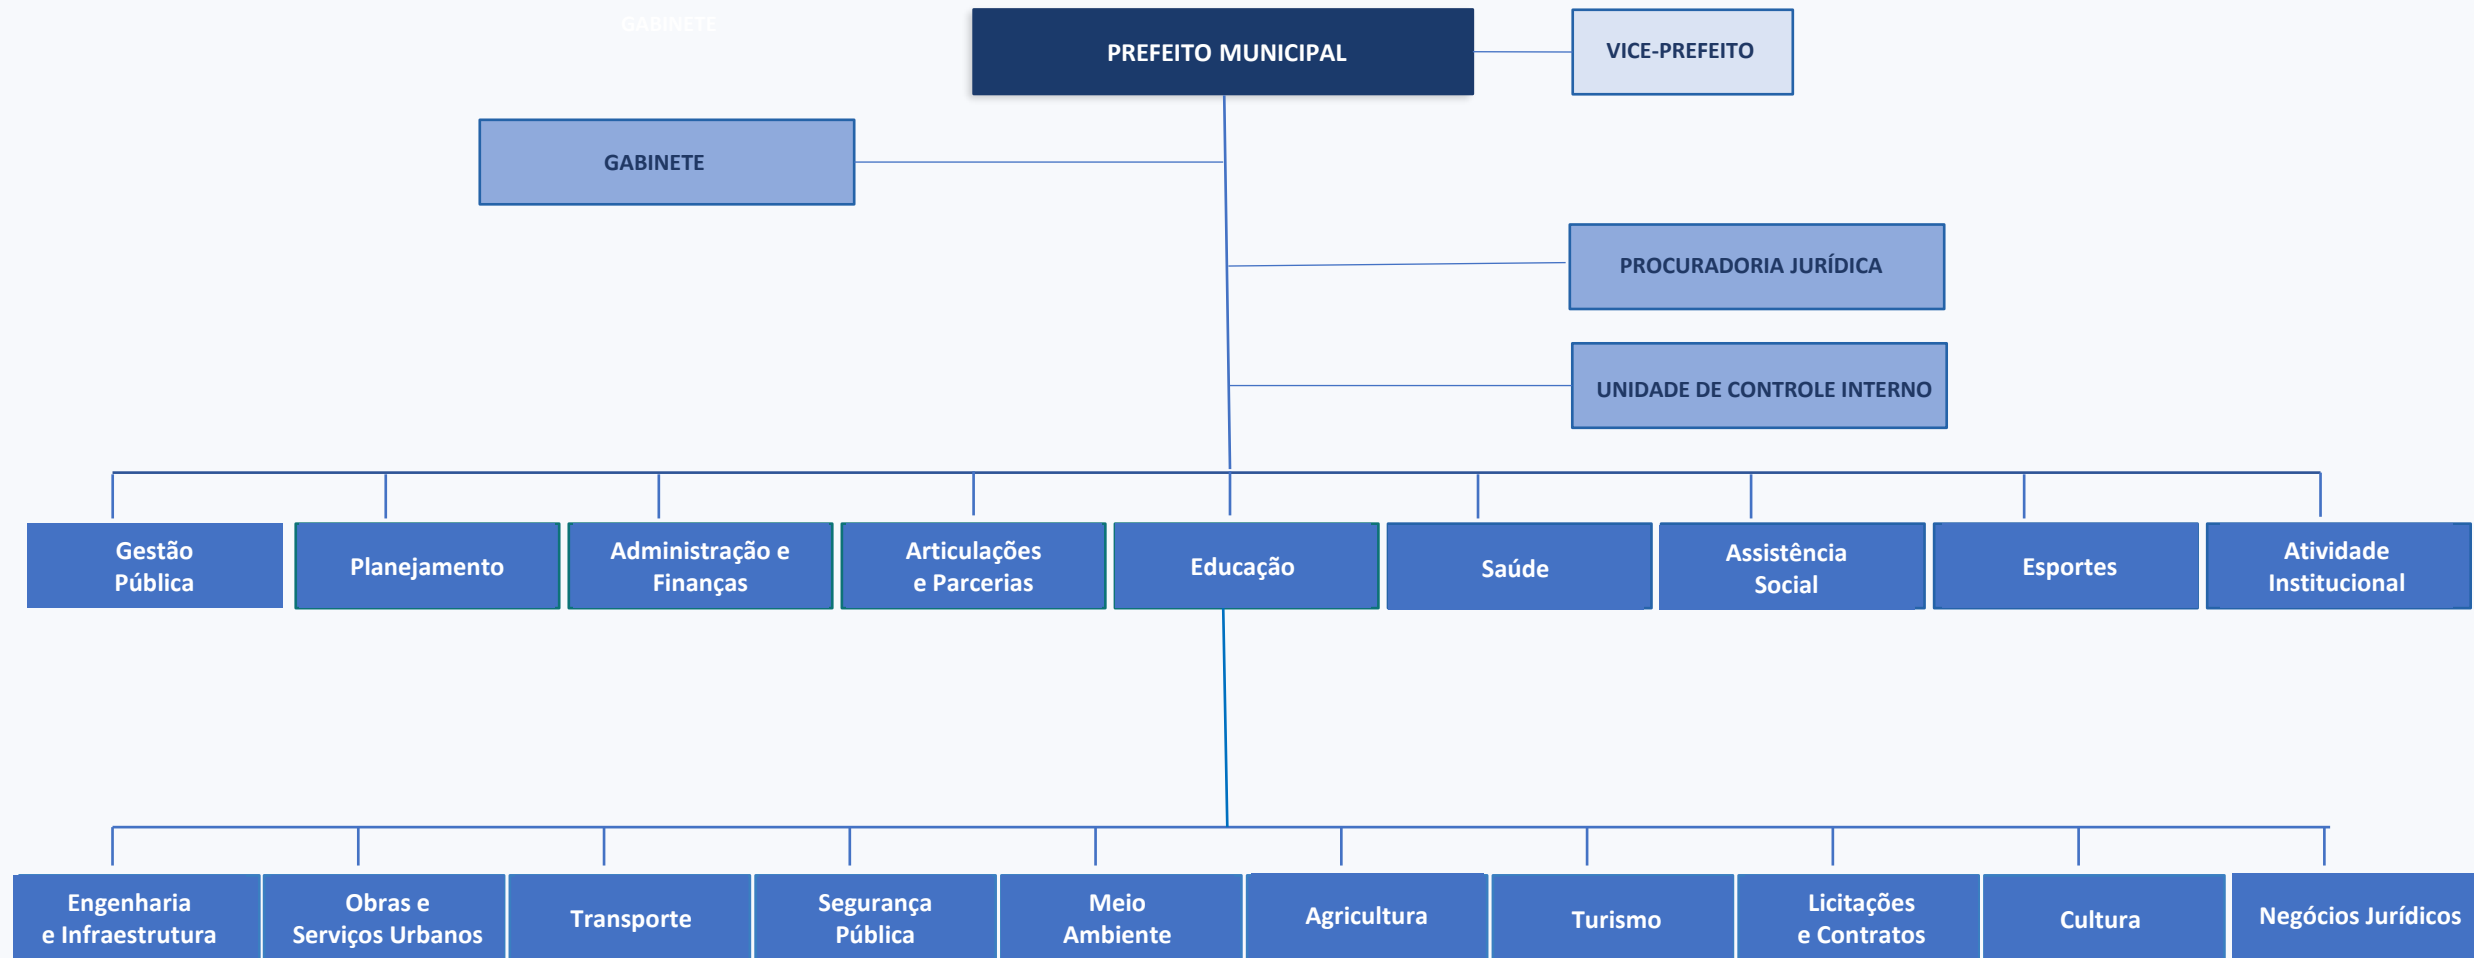 GABINETE
PREFEITO MUNICIPAL
VICE-PREFEITO
GABINETE
PROCURADORIA JURÍDICA
UNIDADE DE CONTROLE INTERNO
Gestão
Pública
Planejamento
Administração e
Finanças
Articulações
e Parcerias
Educação
Saúde
Assistência
Social
Esportes
Atividade
Institucional
Engenharia
e Infraestrutura
Obras e
Serviços Urbanos
Transporte
Segurança
Pública
Meio
Ambiente
Agricultura
Turismo
Licitações
e Contratos
Cultura
Negócios Jurídicos